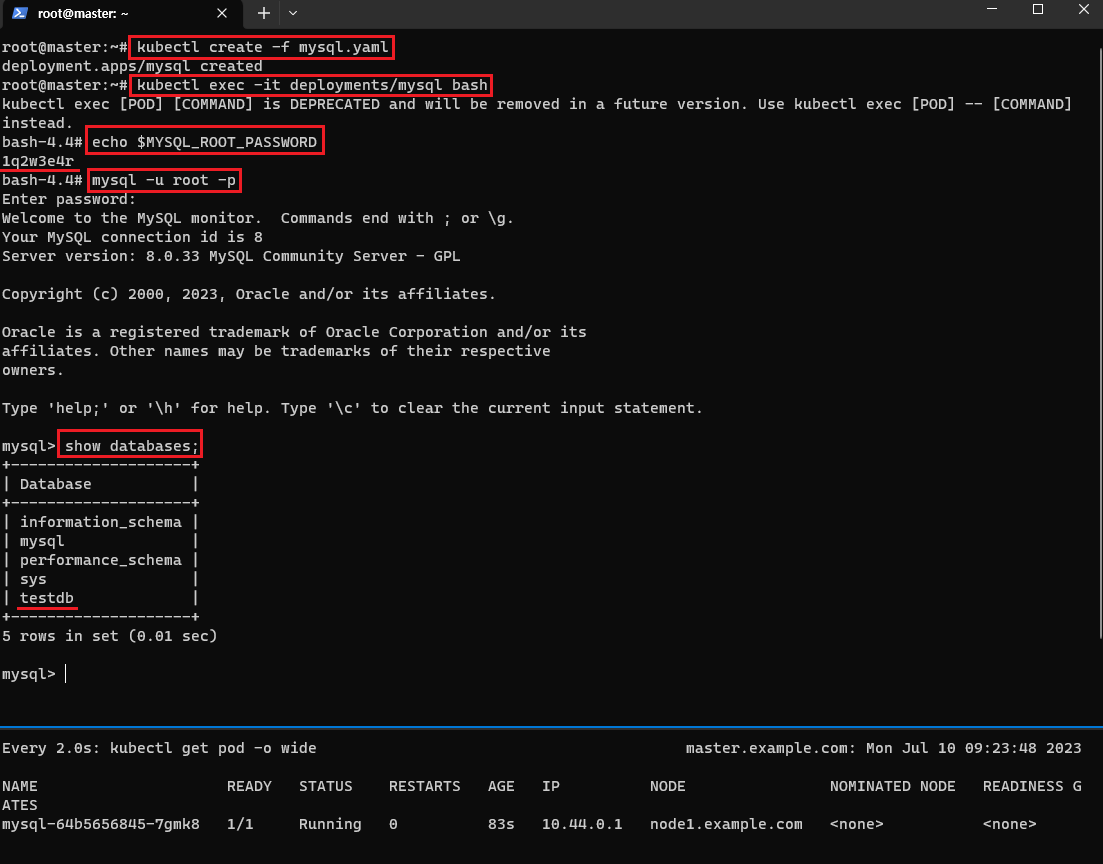 root@master: ~
root@master:~# kubectl create -f mysql.yaml
deployment.apps/mysql created
root@master:~# kubectl exec -it deployments/mysql bash
kubectl exec [POD] [COMMAND] is DEPRECATED and will be removed in a future version. Use kubectl exec [POD] -- [COMMAND]
instead.
bash-4.4# echo $MYSQL_ROOT_PASSWORD
1q2w3e4r
bash-4.4# mysql -u root -p
Enter password:
Welcome to the MySQL monitor.  Commands end with ; or \g.
Your MySQL connection id is 8
Server version: 8.0.33 MySQL Community Server - GPL

Copyright (c) 2000, 2023, Oracle and/or its affiliates.

Oracle is a registered trademark of Oracle Corporation and/or its
affiliates. Other names may be trademarks of their respective
owners.

Type 'help;' or '\h' for help. Type '\c' to clear the current input statement.

mysql> show databases;
+--------------------+
| Database           |
+--------------------+
| information_schema |
| mysql              |
| performance_schema |
| sys                |
| testdb             |
+--------------------+
5 rows in set (0.01 sec)

mysql>
Every 2.0s: kubectl get pod -o wide                                         master.example.com: Mon Jul 10 09:23:48 2023

NAME                     READY   STATUS    RESTARTS   AGE   IP          NODE                NOMINATED NODE   READINESS G
ATES
mysql-64b5656845-7gmk8   1/1     Running   0          83s   10.44.0.1   node1.example.com   <none>           <none>